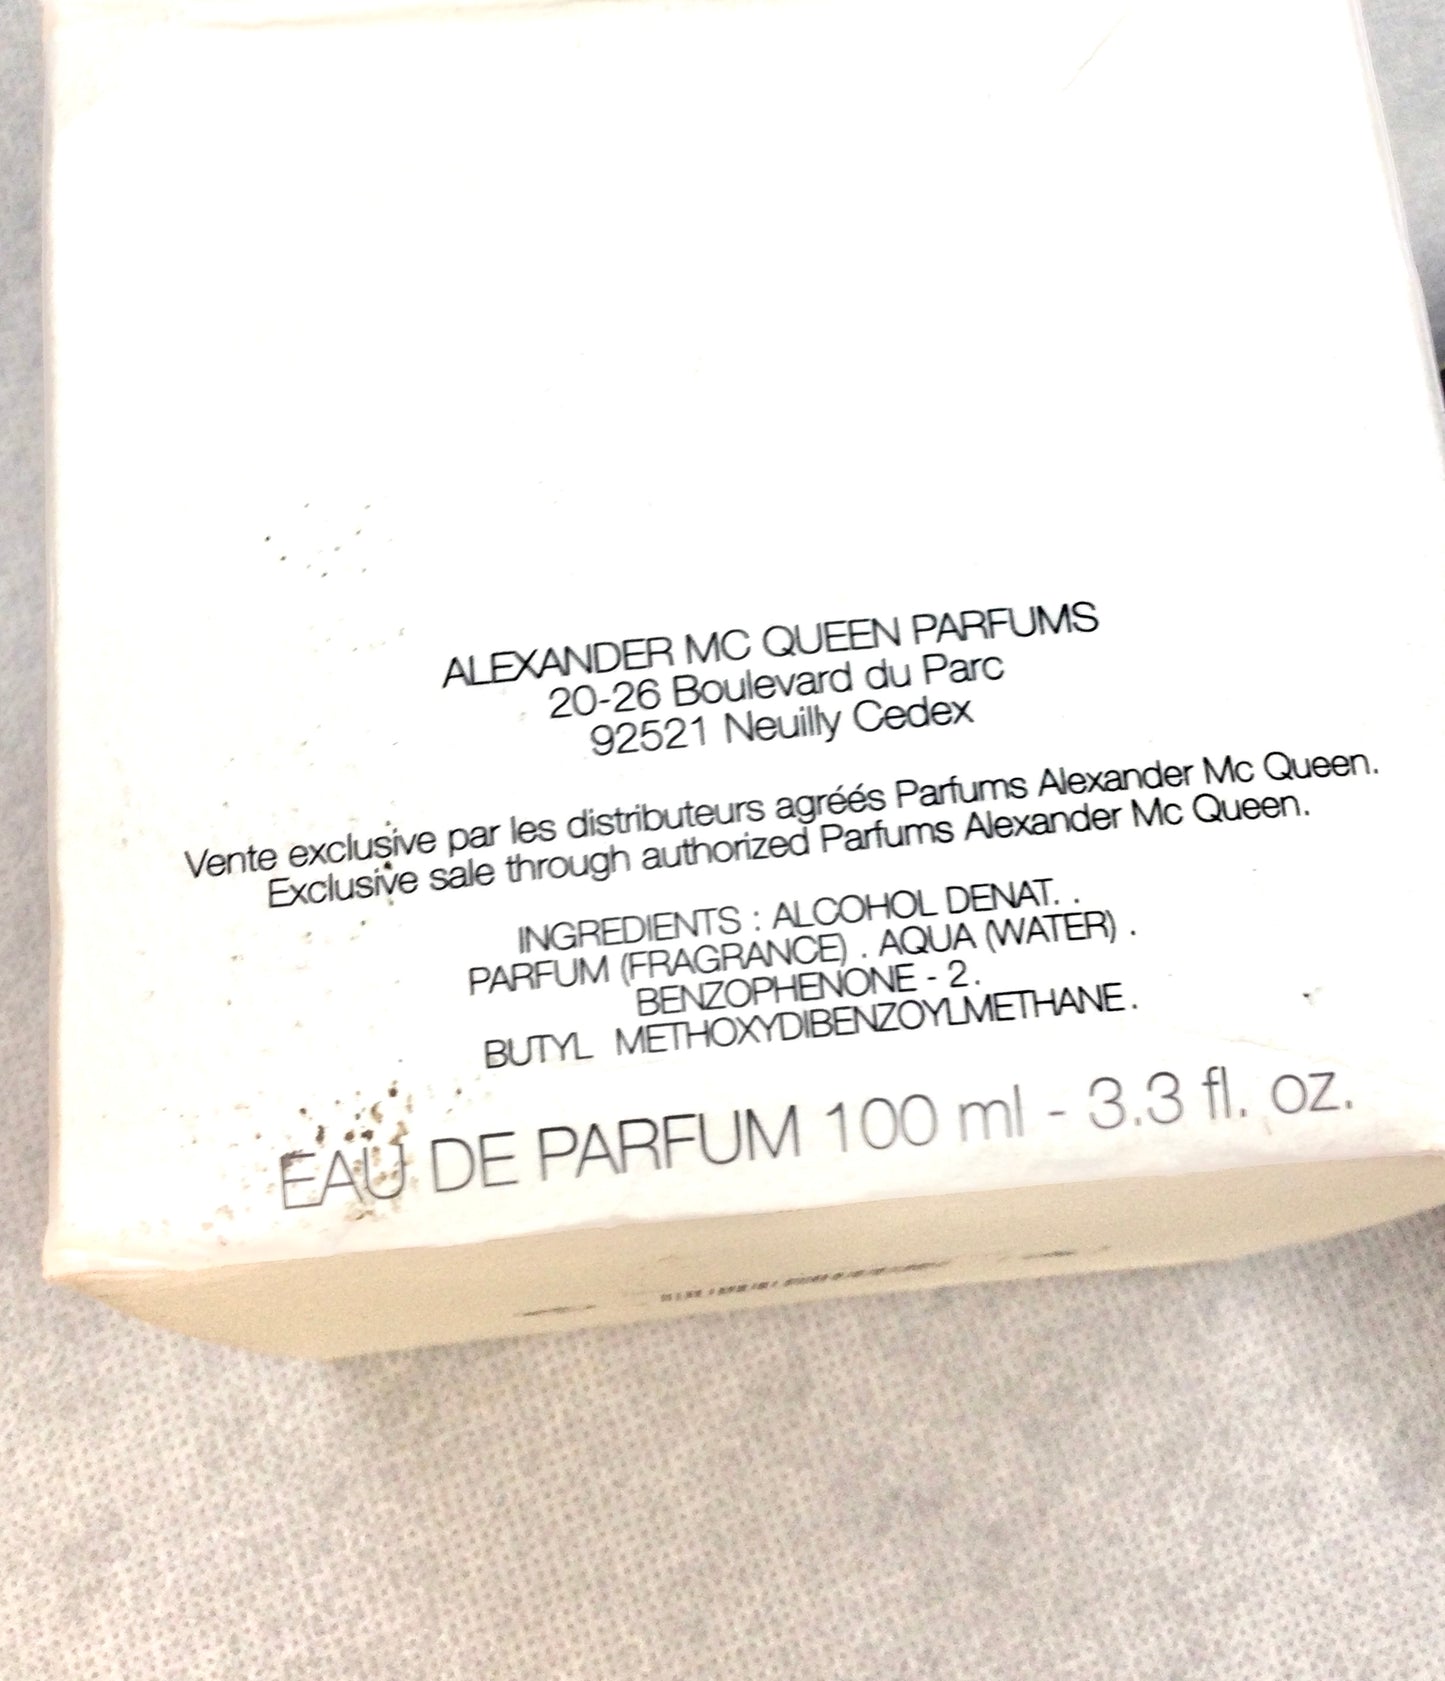 ALEXANDER MC QUEEN PARFUMS
20-26 Boulevard du Parc
92521 Neuilly Cedex
Vente exclusive par les distributeurs agréés Parfums Alexander Mc Queen.
Exclusive sale through authorized Parfums Alexander Mc Queen.
INGREDIENTS : ALCOHOL DENAT. .
PARFUM (FRAGRANCE) . AQUA (WATER) .
BENZOPHENONE - 2 .
BUTYL METHOXYDIBENZOYLMETHANE .
EAU DE PARFUM 100 ml - 3.3 fl. oz.